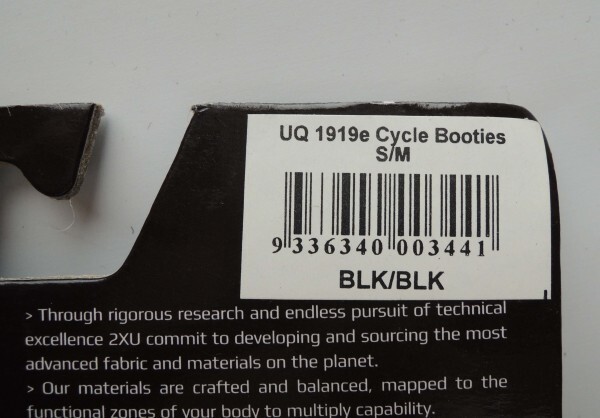 UQ 1919e Cycle Booties
S/M
9 336340 003441
BLK/BLK
> Through rigorous research and endless pursuit of technical
excellence 2XU commit to developing and sourcing the most
advanced fabric and materials on the planet.
> Our materials are crafted and balanced, mapped to the
functional zones of your body to multiply capability.